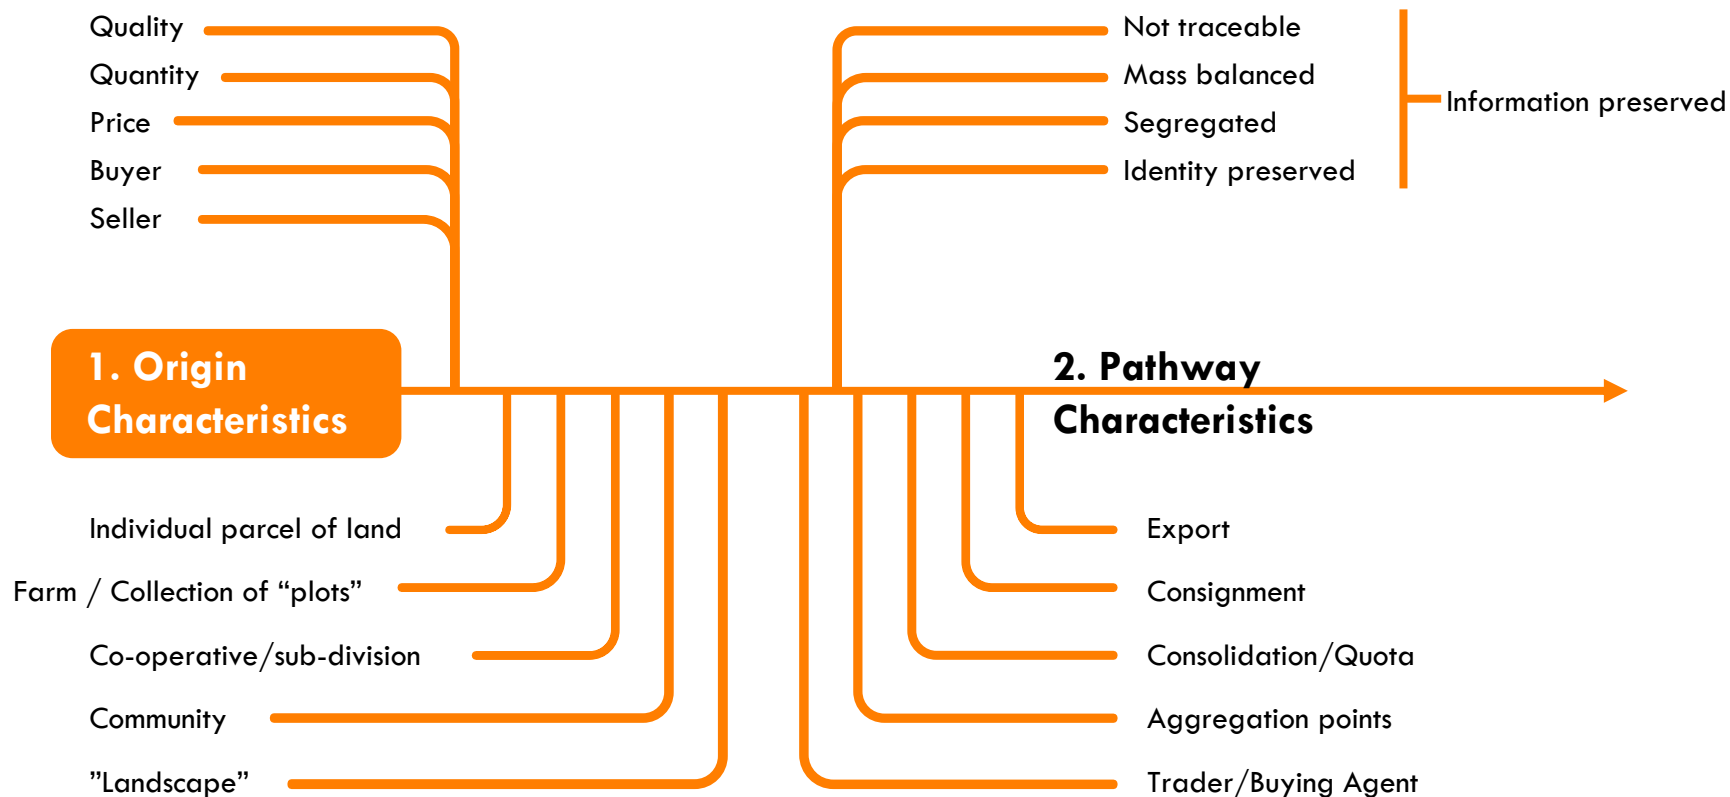 Quality
Quantity
Price
Buyer
Seller
Not traceable
Mass balanced
Segregated
Identity preserved
Information preserved
1. Origin
Characteristics
2. Pathway
Characteristics
Individual parcel of land
Farm / Collection of “plots”
Co-operative/sub-division
Community
”Landscape”
Export
Consignment
Consolidation/Quota
Aggregation points
Trader/Buying Agent